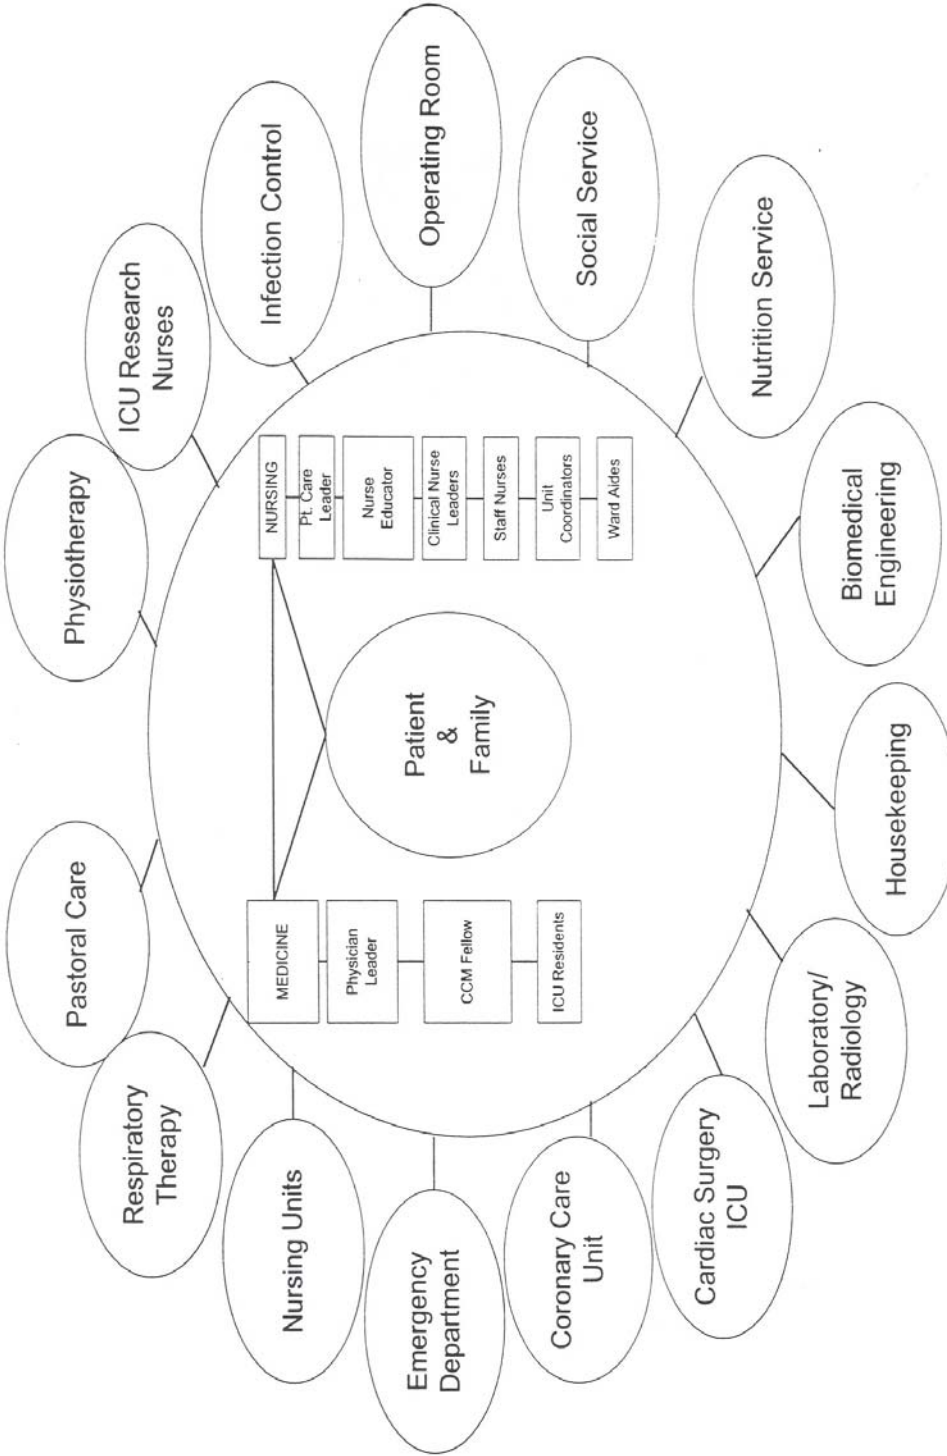 Pastoral Care
Physiotherapy
Respiratory
Therapy
ICU Research
Nurses
Nursing Units
Infection Control
Emergency
Department
Operating Room
Coronary Care
Unit
Social Service
Cardiac Surgery
ICU
Nutrition Service
Laboratory/
Radiology
Housekeeping
Biomedical
Engineering
MEDICINE
Physician
Leader
CCM Fellow
ICU Residents
Patient
&
Family
NURSING
Pt. Care
Leader
Nurse
Educator
Clinical Nurse
Leaders
Staff Nurses
Unit
Coordinators
Ward Aides